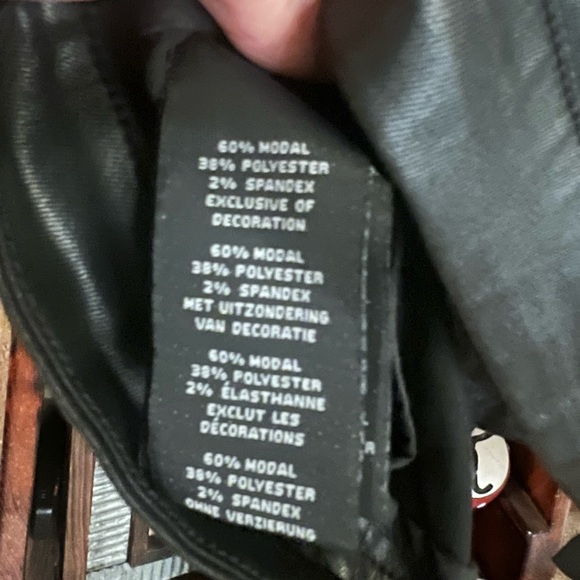 60% MODAL
38% POLYESTER
2% SPANDEX
EXCLUSIVE OF
DECORATION
60% MODAL
38% POLYESTER
2% SPANDEX
MET UITZONDERING
VAN DECORATIE
60% MODAL
38% POLYESTER
2% ÉLASTHANNE
EXCLUT LES
DÉCORATIONS
60% MODAL
38% POLYESTER
2% SPANDEX
OHNE VERZIERUNG